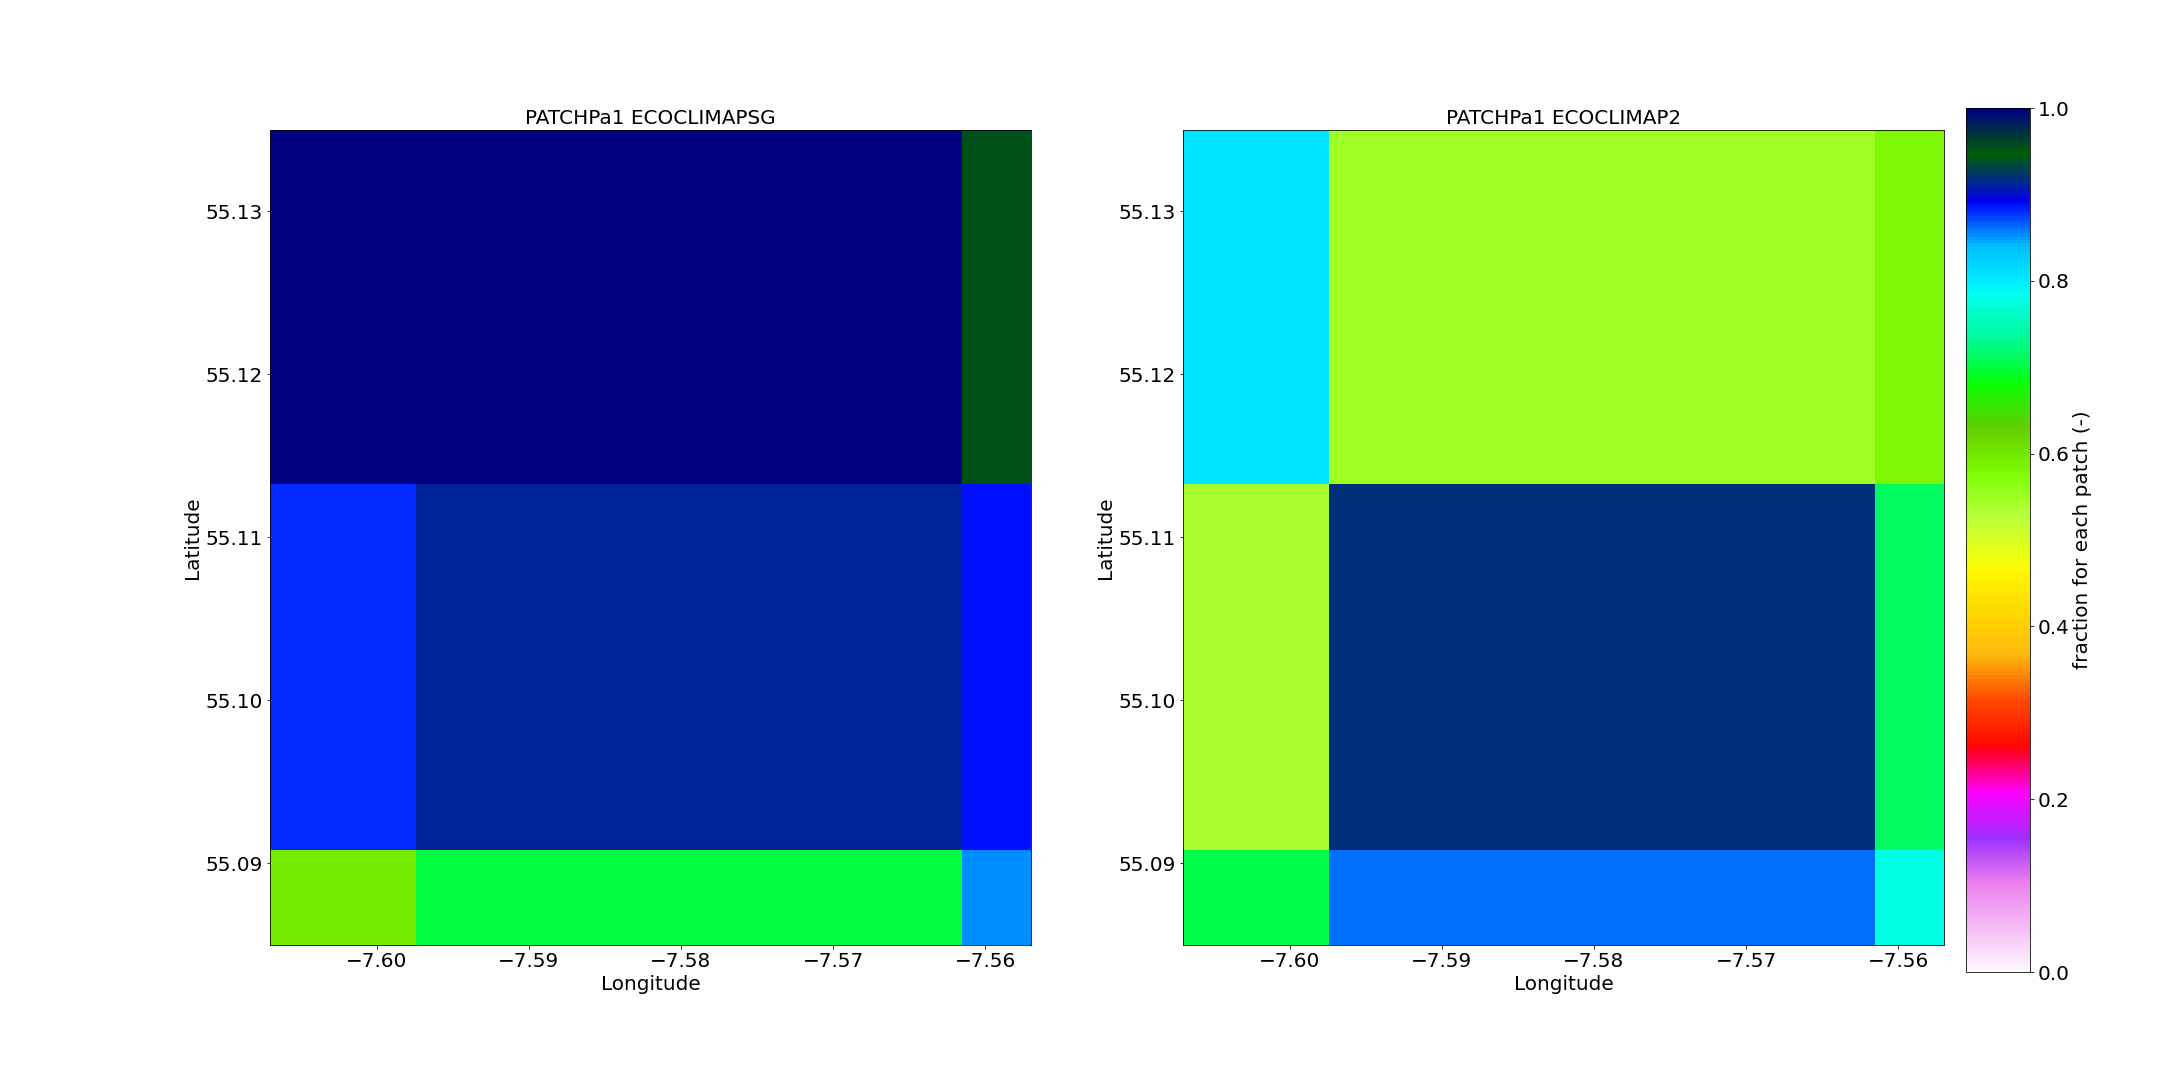 PATCHPa1 ECOCLIMAPSG
55.13
55.12
55.11
55.10
55.09
Latitude
−7.60 −7.59 −7.58 −7.57 −7.56
Longitude
PATCHPa1 ECOCLIMAP2
55.13
55.12
55.11
55.10
55.09
Latitude
−7.60 −7.59 −7.58 −7.57 −7.56
Longitude
1.0
0.8
0.6
0.4
0.2
0.0
fraction for each patch (-)